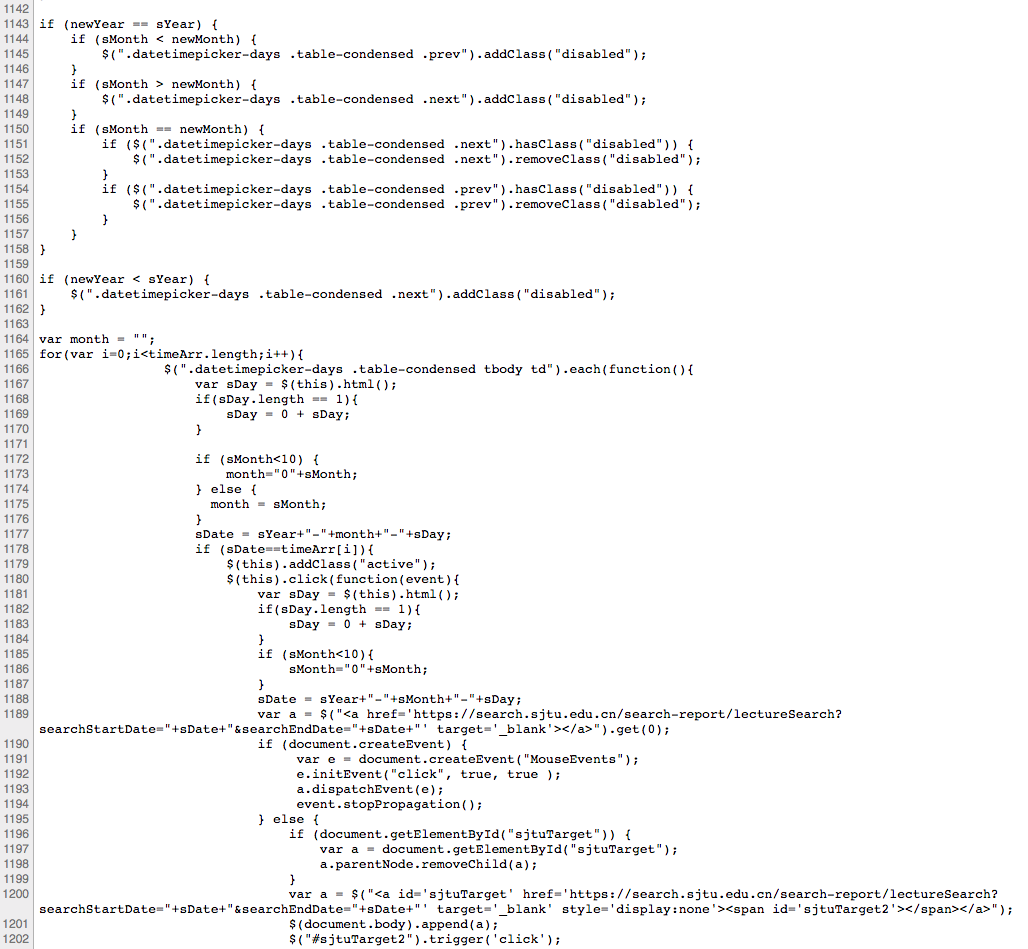 1142
1143 if (newYear == sYear) {
1144     if (sMonth < newMonth) {
1145         $(".datetimepicker-days .table-condensed .prev").addClass("disabled");
1146     }
1147     if (sMonth > newMonth) {
1148         $(".datetimepicker-days .table-condensed .next").addClass("disabled");
1149     }
1150     if (sMonth == newMonth) {
1151         if ($(".datetimepicker-days .table-condensed .next").hasClass("disabled")) {
1152             $(".datetimepicker-days .table-condensed .next").removeClass("disabled");
1153         }
1154         if ($(".datetimepicker-days .table-condensed .prev").hasClass("disabled")) {
1155             $(".datetimepicker-days .table-condensed .prev").removeClass("disabled");
1156         }
1157     }
1158 }
1159
1160 if (newYear < sYear) {
1161     $(".datetimepicker-days .table-condensed .next").addClass("disabled");
1162 }
1163
1164 var month = "";
1165 for(var i=0;i<timeArr.length;i++){
1166                 $(".datetimepicker-days .table-condensed tbody td").each(function(){
1167                     var sDay = $(this).html();
1168                     if(sDay.length == 1){
1169                         sDay = 0 + sDay;
1170                     }
1171
1172                     if (sMonth<10) {
1173                         month="0"+sMonth;
1174                     } else {
1175                       month = sMonth;
1176                     }
1177                     sDate = sYear+"-"+month+"-"+sDay;
1178                     if (sDate==timeArr[i]){
1179                         $(this).addClass("active");
1180                         $(this).click(function(event){
1181                             var sDay = $(this).html();
1182                             if(sDay.length == 1){
1183                                 sDay = 0 + sDay;
1184                             }
1185                             if (sMonth<10){
1186                                 sMonth="0"+sMonth;
1187                             }
1188                             sDate = sYear+"-"+sMonth+"-"+sDay;
1189                             var a = $("<a href='https://search.sjtu.edu.cn/search-report/lectureSearch?
searchStartDate="+sDate+"&searchEndDate="+sDate+"' target='_blank'></a>").get(0);
1190                             if (document.createEvent) {
1191                                  var e = document.createEvent("MouseEvents");
1192                                  e.initEvent("click", true, true );
1193                                  a.dispatchEvent(e);
1194                                  event.stopPropagation();
1195                             } else {
1196                                 if (document.getElementById("sjtuTarget")) {
1197                                     var a = document.getElementById("sjtuTarget");
1198                                     a.parentNode.removeChild(a);
1199                                 }
1200                                 var a = $("<a id='sjtuTarget' href='https://search.sjtu.edu.cn/search-report/lectureSearch?
searchStartDate="+sDate+"&searchEndDate="+sDate+"' target='_blank' style='display:none'><span id='sjtuTarget2'></span></a>");
1201                                 $(document.body).append(a);
1202                                 $("#sjtuTarget2").trigger('click');